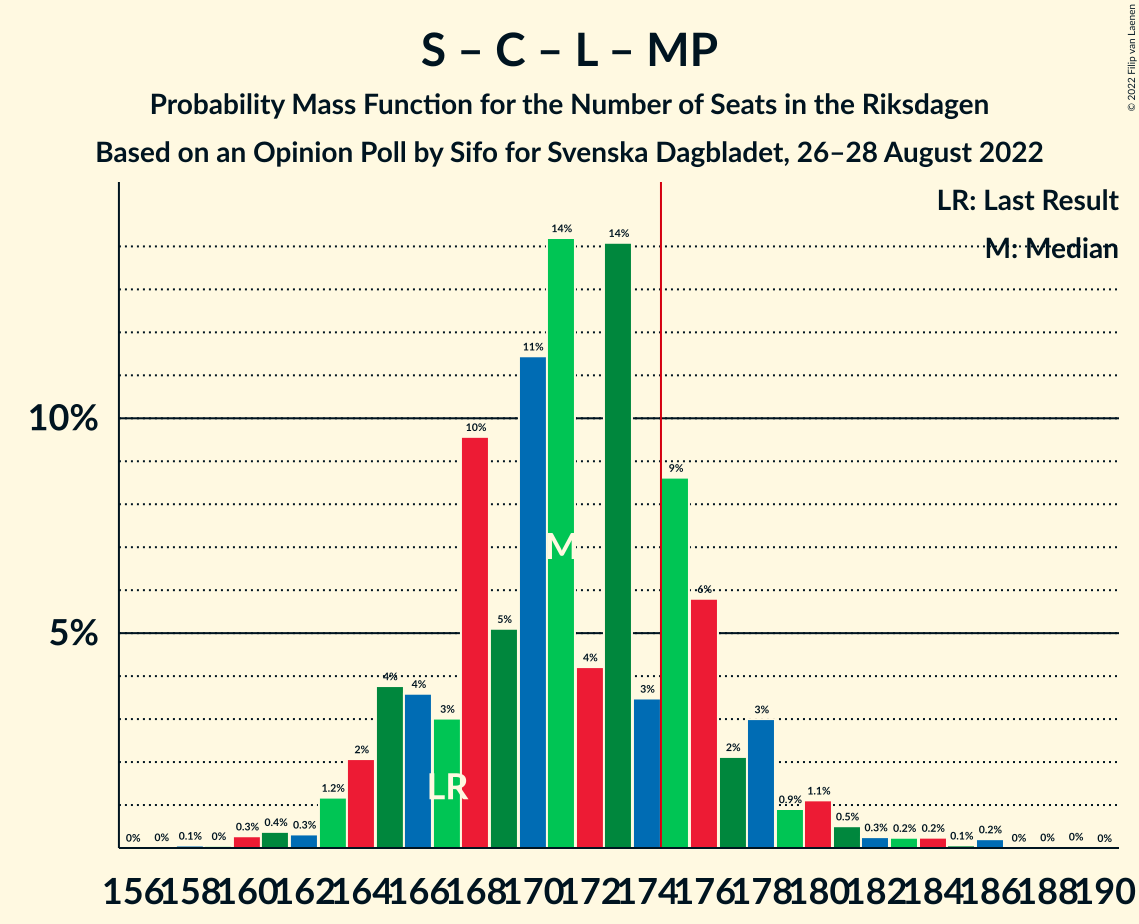 © 2022 Filip van Laenen
S – C – L – MP
Probability Mass Function for the Number of Seats in the Riksdagen
Based on an Opinion Poll by Sifo for Svenska Dagbladet, 26–28 August 2022
LR: Last Result
M: Median
10%
5%
0% 0% 0.1% 0% 0.3% 0.4% 0.3% 1.2% 2% 4% 4% 3% 10% 5% 11% 14% 4% 14% 3% 9% 6% 2% 3% 0.9% 1.1% 0.5% 0.3% 0.2% 0.2% 0.1% 0.2% 0% 0% 0% 0%
M
LR
156 158 160 162 164 166 168 170 172 174 176 178 180 182 184 186 188 190